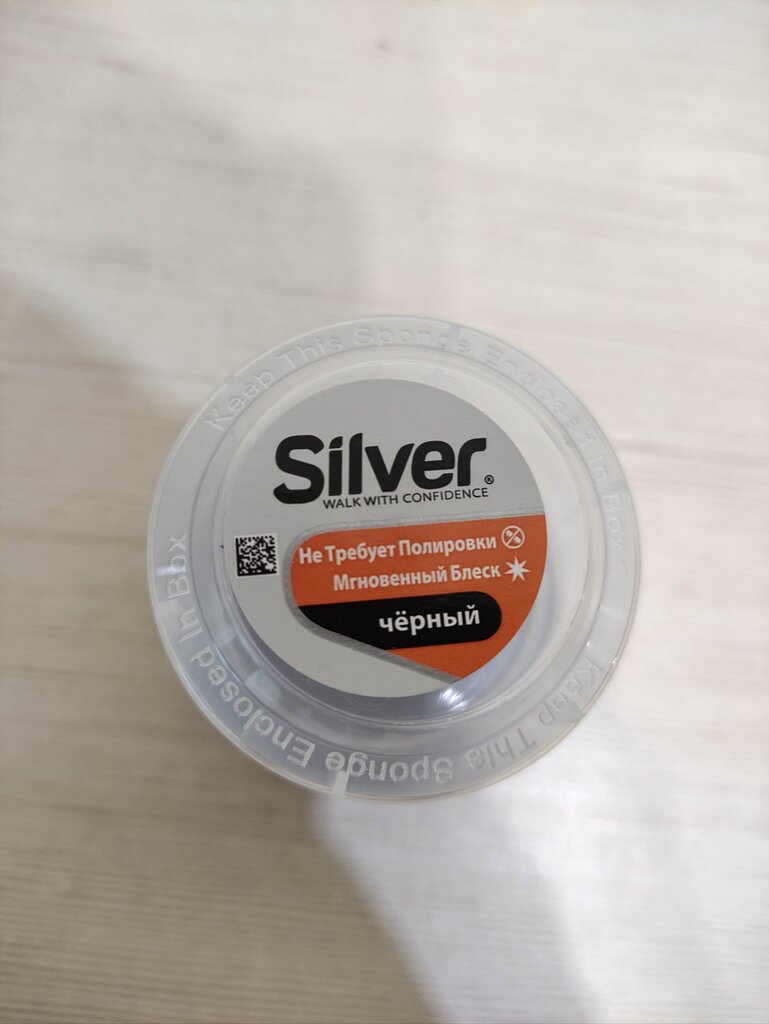 Keep This Sponge Enclosed In Box
Silver®
WALK WITH CONFIDENCE
Не Требует Полировки
Мгновенный Блеск
чёрный
Keep This Sponge Enclosed In Box